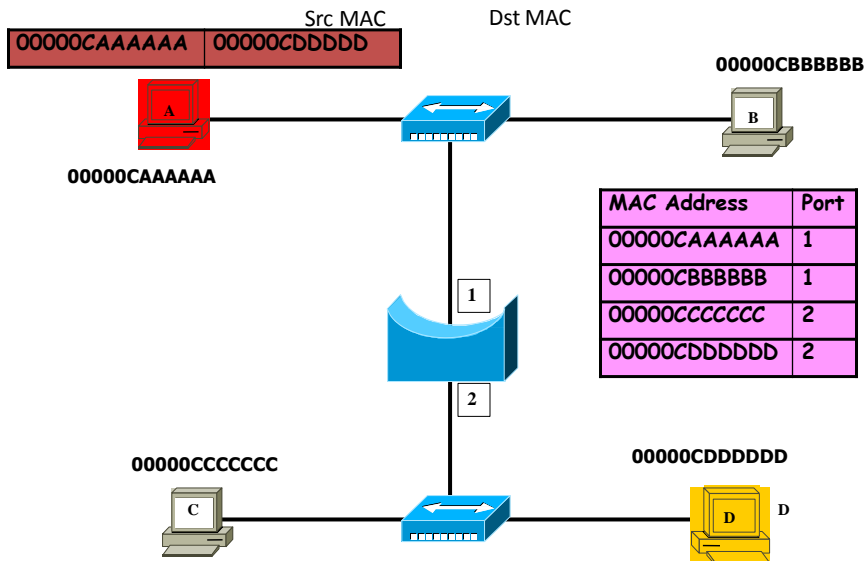 Src MAC Dst MAC
00000CAAAAAA 00000CDDDDD
00000CBBBBBB
A
B
00000CAAAAAA
MAC Address Port
00000CAAAAAA 1
00000CBBBBBB 1
00000CCCCCCC 2
00000CDDDDDD 2
1
2
00000CCCCCCC
00000CDDDDDD
C
D
D